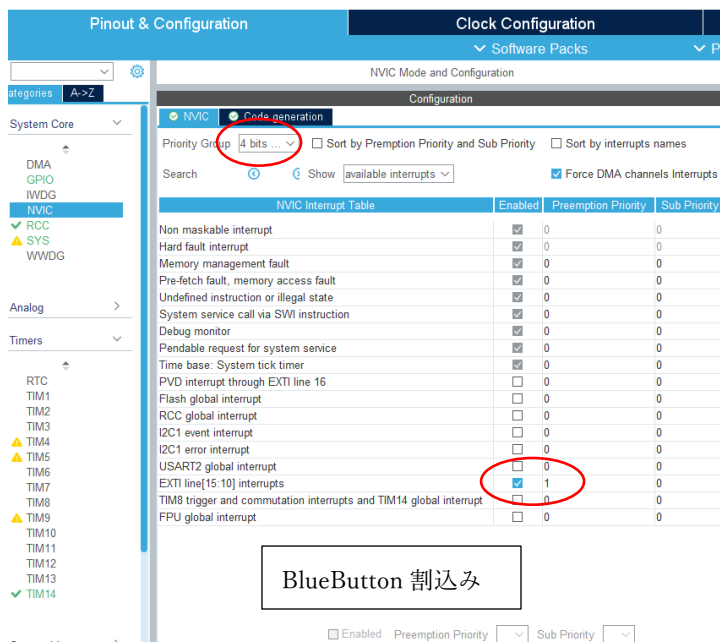 Pinout & Configuration
Clock Configuration
Software Packs
P
NVIC Mode and Configuration
ategories A->Z
Configuration
System Core
DMA
GPIO
IWDG
NVIC
RCC
SYS
WWDG
Analog
Timers
RTC
TIM1
TIM2
TIM3
TIM4
TIM5
TIM6
TIM7
TIM8
TIM9
TIM10
TIM11
TIM12
TIM13
TIM14
NVIC Code generation
Priority Group 4 bits ... Sort by Premption Priority and Sub Priority Sort by interrupts names
Search Show available interrupts Force DMA channels Interrupts
NVIC Interrupt Table Enabled Preemption Priority Sub Priority
Non maskable interrupt 0 0
Hard fault interrupt 0 0
Memory management fault 0 0
Pre-fetch fault, memory access fault 0 0
Undefined instruction or illegal state 0 0
System service call via SWI instruction 0 0
Debug monitor 0 0
Pendable request for system service 0 0
Time base: System tick timer 0 0
PVD interrupt through EXTI line 16 0 0
Flash global interrupt 0 0
RCC global interrupt 0 0
I2C1 event interrupt 0 0
I2C1 error interrupt 0 0
USART2 global interrupt 0 0
EXTI line[15:10] interrupts 1 0
TIM8 trigger and commutation interrupts and TIM14 global interrupt 0 0
FPU global interrupt 0 0
BlueButton 割込み
Enabled Preemption Priority Sub Priority